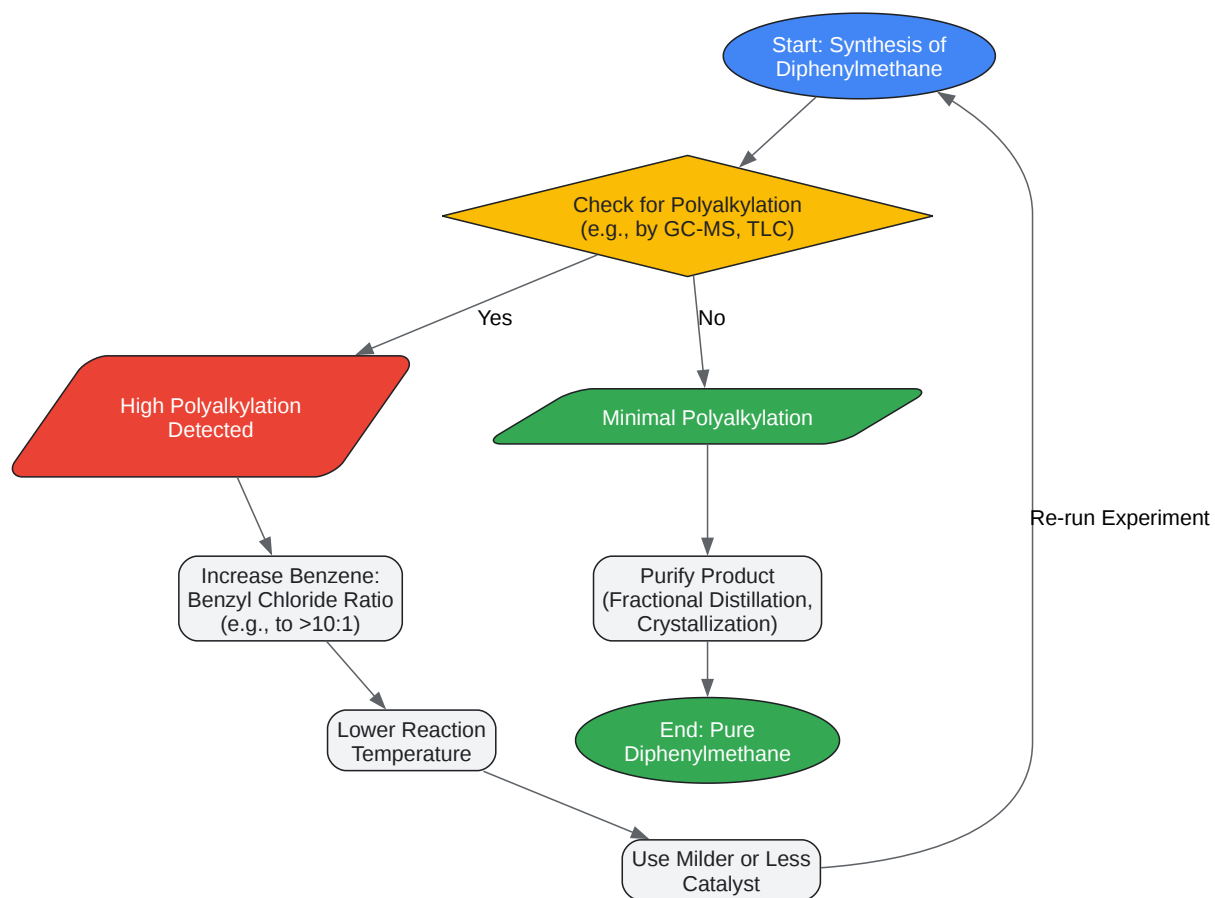 Start: Synthesis of
Diphenylmethane
Check for Polyalkylation
(e.g., by GC-MS, TLC)
Yes
No
High Polyalkylation
Detected
Minimal Polyalkylation
Re-run Experiment
Increase Benzene:
Benzyl Chloride Ratio
(e.g., to >10:1)
Purify Product
(Fractional Distillation,
Crystallization)
Lower Reaction
Temperature
End: Pure
Diphenylmethane
Use Milder or Less
Catalyst